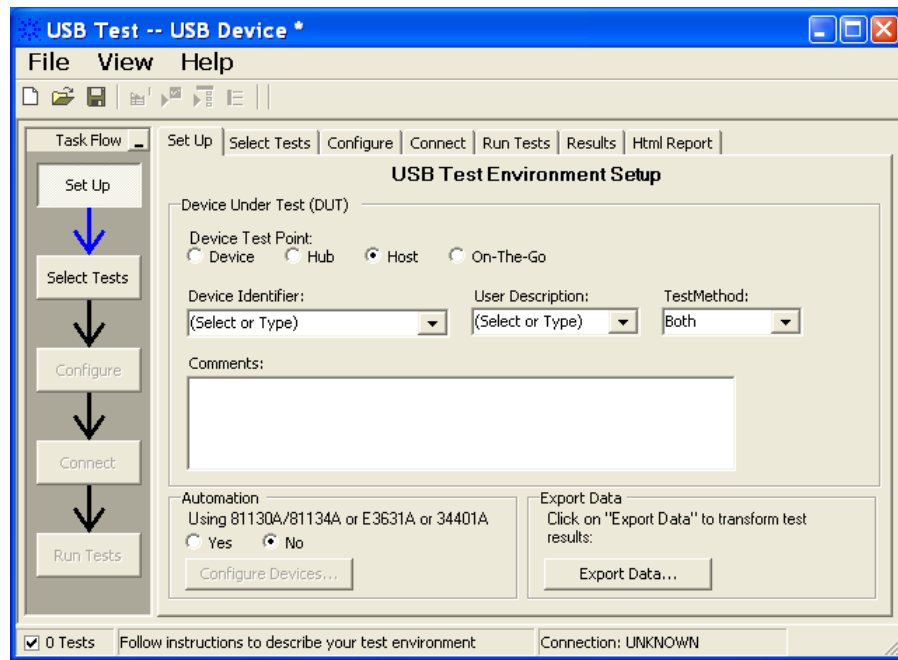 USB Test -- USB Device *
File View Help
Task Flow
Set Up
Select Tests
Configure
Connect
Run Tests
Set Up Select Tests Configure Connect Run Tests Results Html Report
USB Test Environment Setup
Device Under Test (DUT)
Device Test Point:
Device Hub Host On-The-Go
Device Identifier: User Description: TestMethod:
(Select or Type) (Select or Type) Both
Comments:
Automation
Using 81130A/81134A or E3631A or 34401A
Yes No
Configure Devices...
Export Data
Click on "Export Data" to transform test
results:
Export Data...
0 Tests Follow instructions to describe your test environment Connection: UNKNOWN